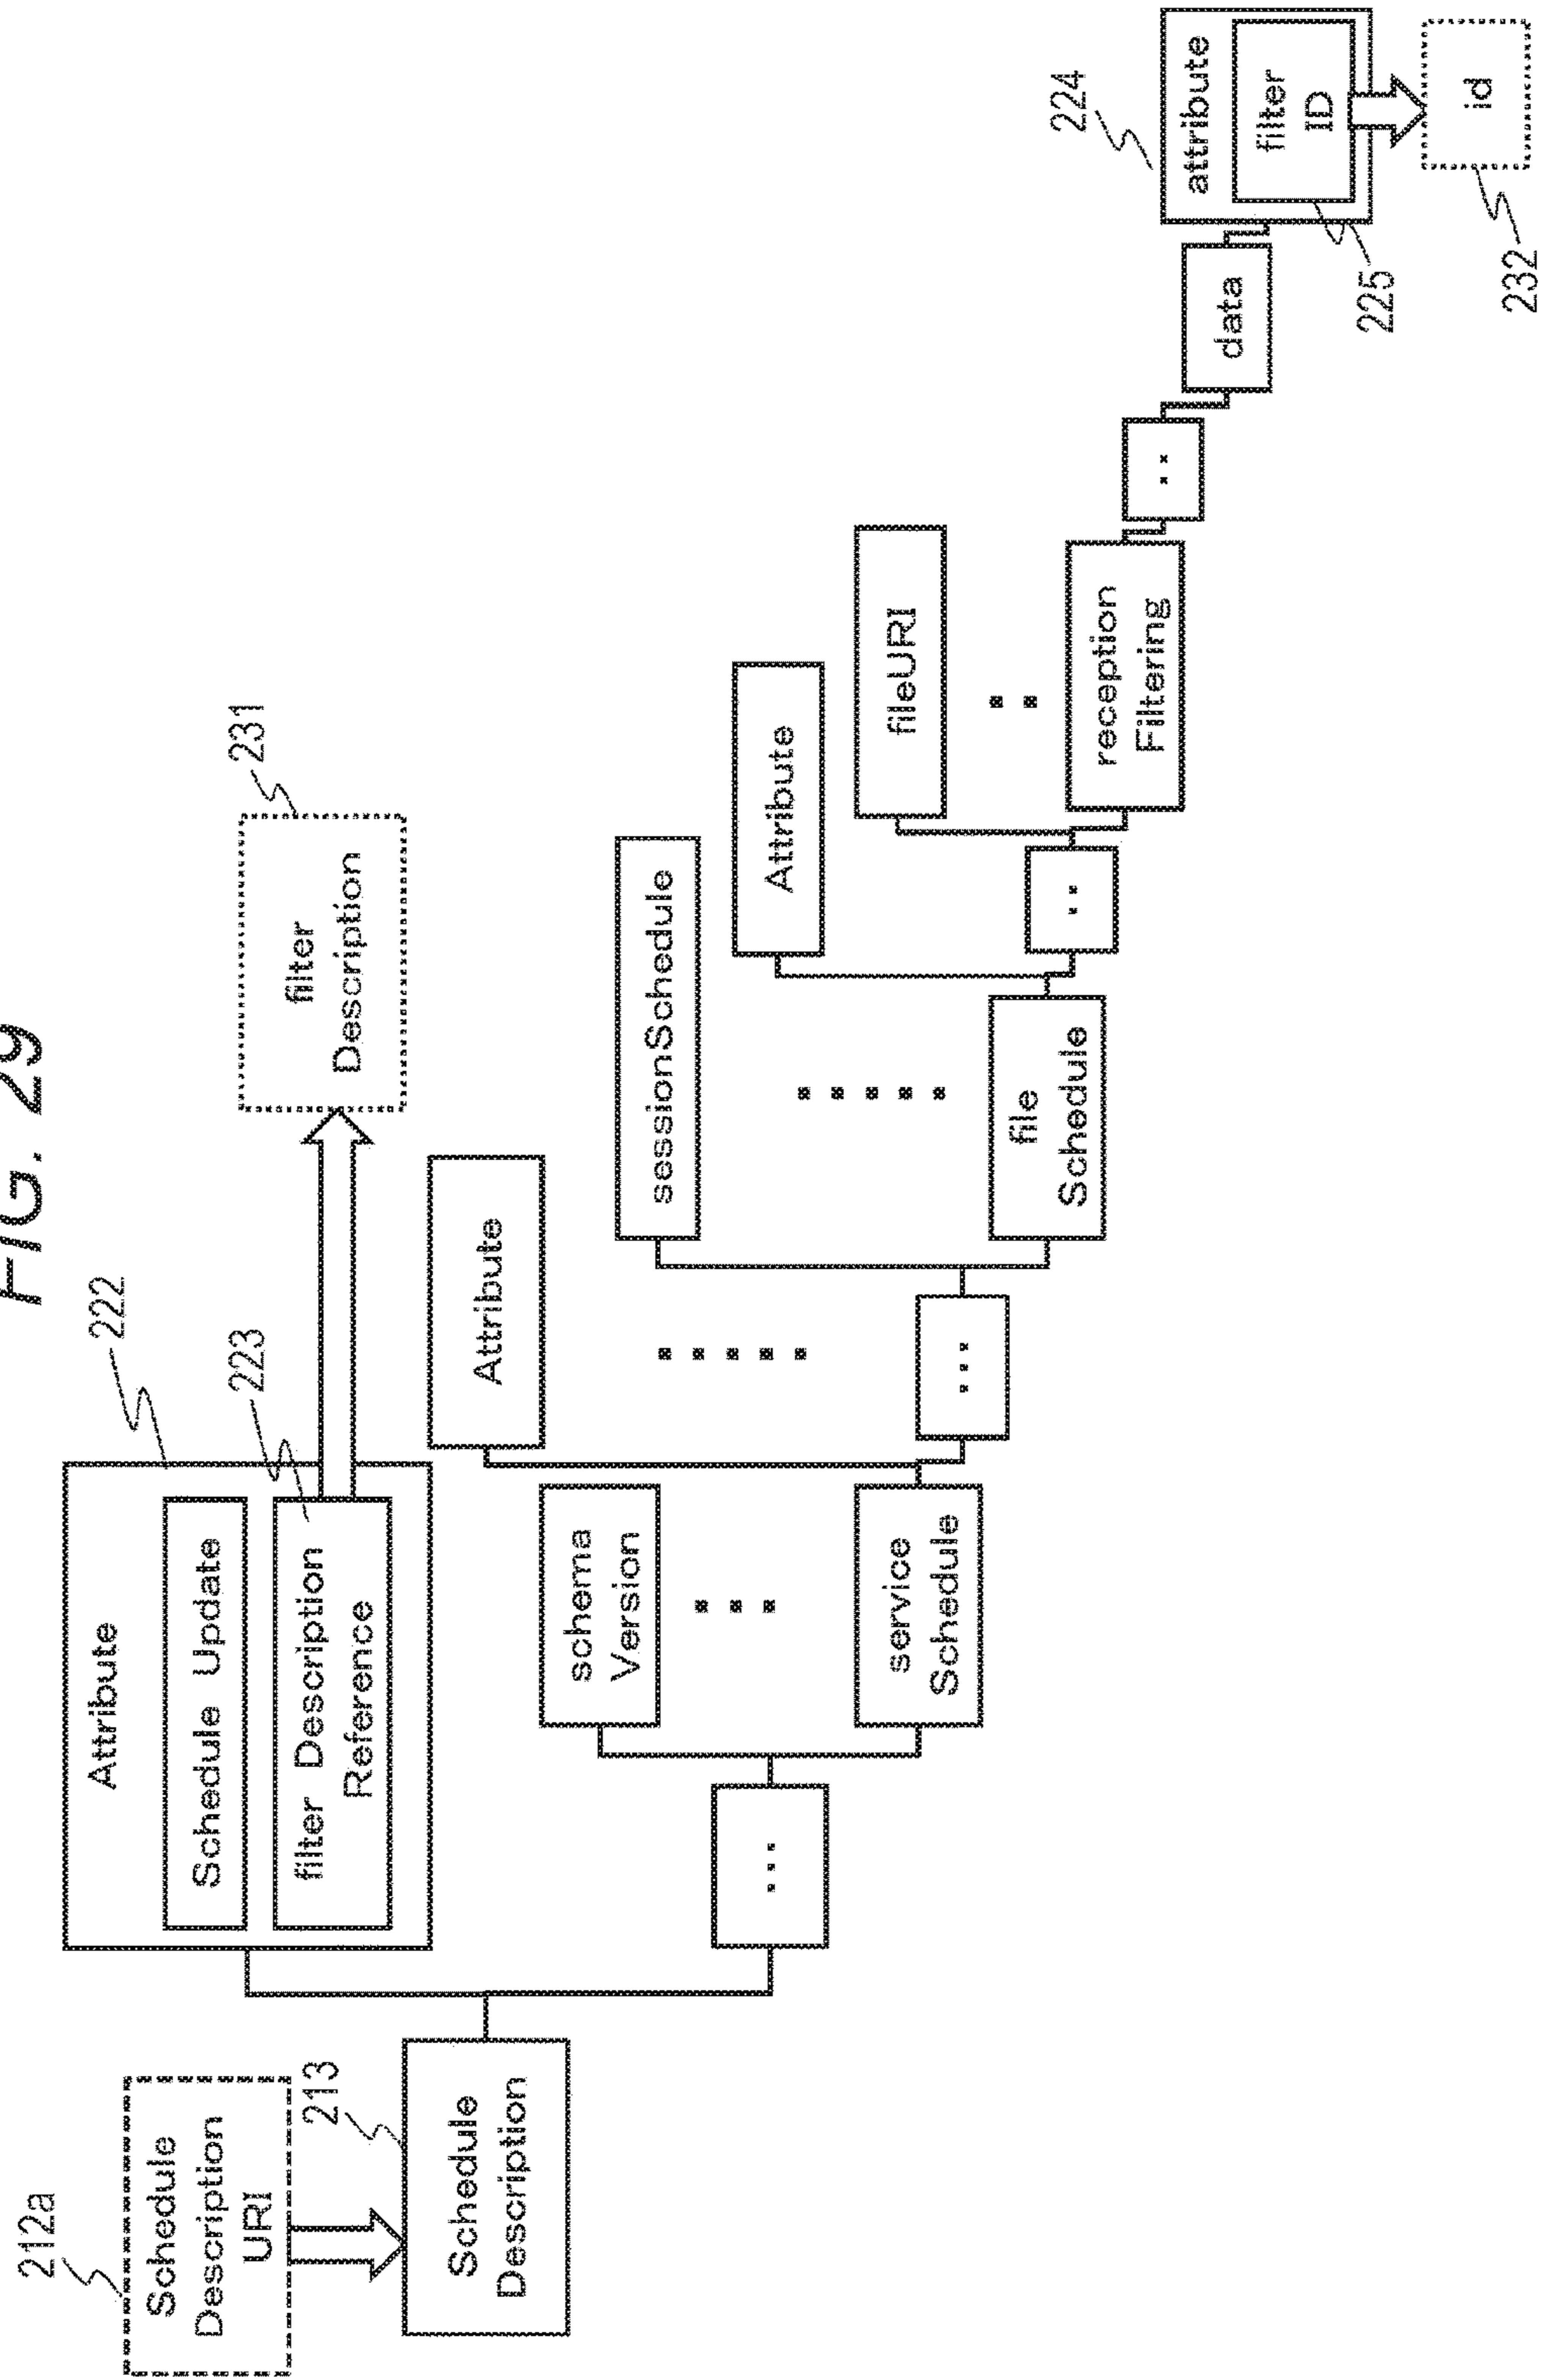 FIG. 29
212a
Schedule
Description
URI
213
Schedule
Description
222
Attribute
Schedule Update
223
filter Description
Reference
231
filter
Description
...
schema
Version
...
service
Schedule
Attribute
.....
...
sessionSchedule
.....
file
Schedule
Attribute
..
fileURI
..
reception
Filtering
..
data
224
attribute
filter
ID
225
id
232